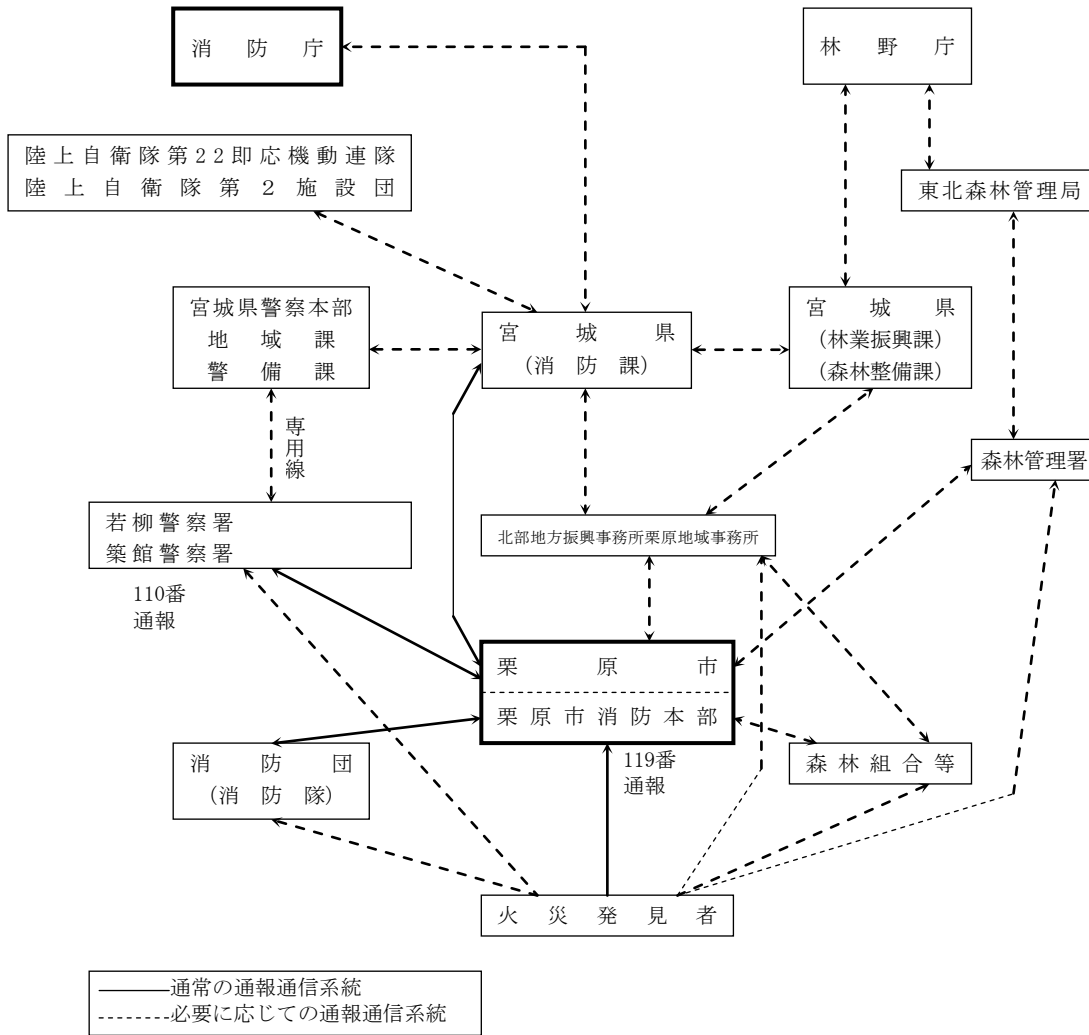 消防庁
林野庁
陸上自衛隊第22即応機動連隊
陸上自衛隊第2施設団
東北森林管理局
宮城県警察本部
地域課
警備課
宮城県
(消防課)
宮城県
(林業振興課)
(森林整備課)
専用線
森林管理署
若柳警察署
築館警察署
北部地方振興事務所栗原地域事務所
110番
通報
栗原市
栗原市消防本部
消防団
(消防隊)
119番
通報
森林組合等
火災発見者
通常の通報通信系統
必要に応じての通報通信系統